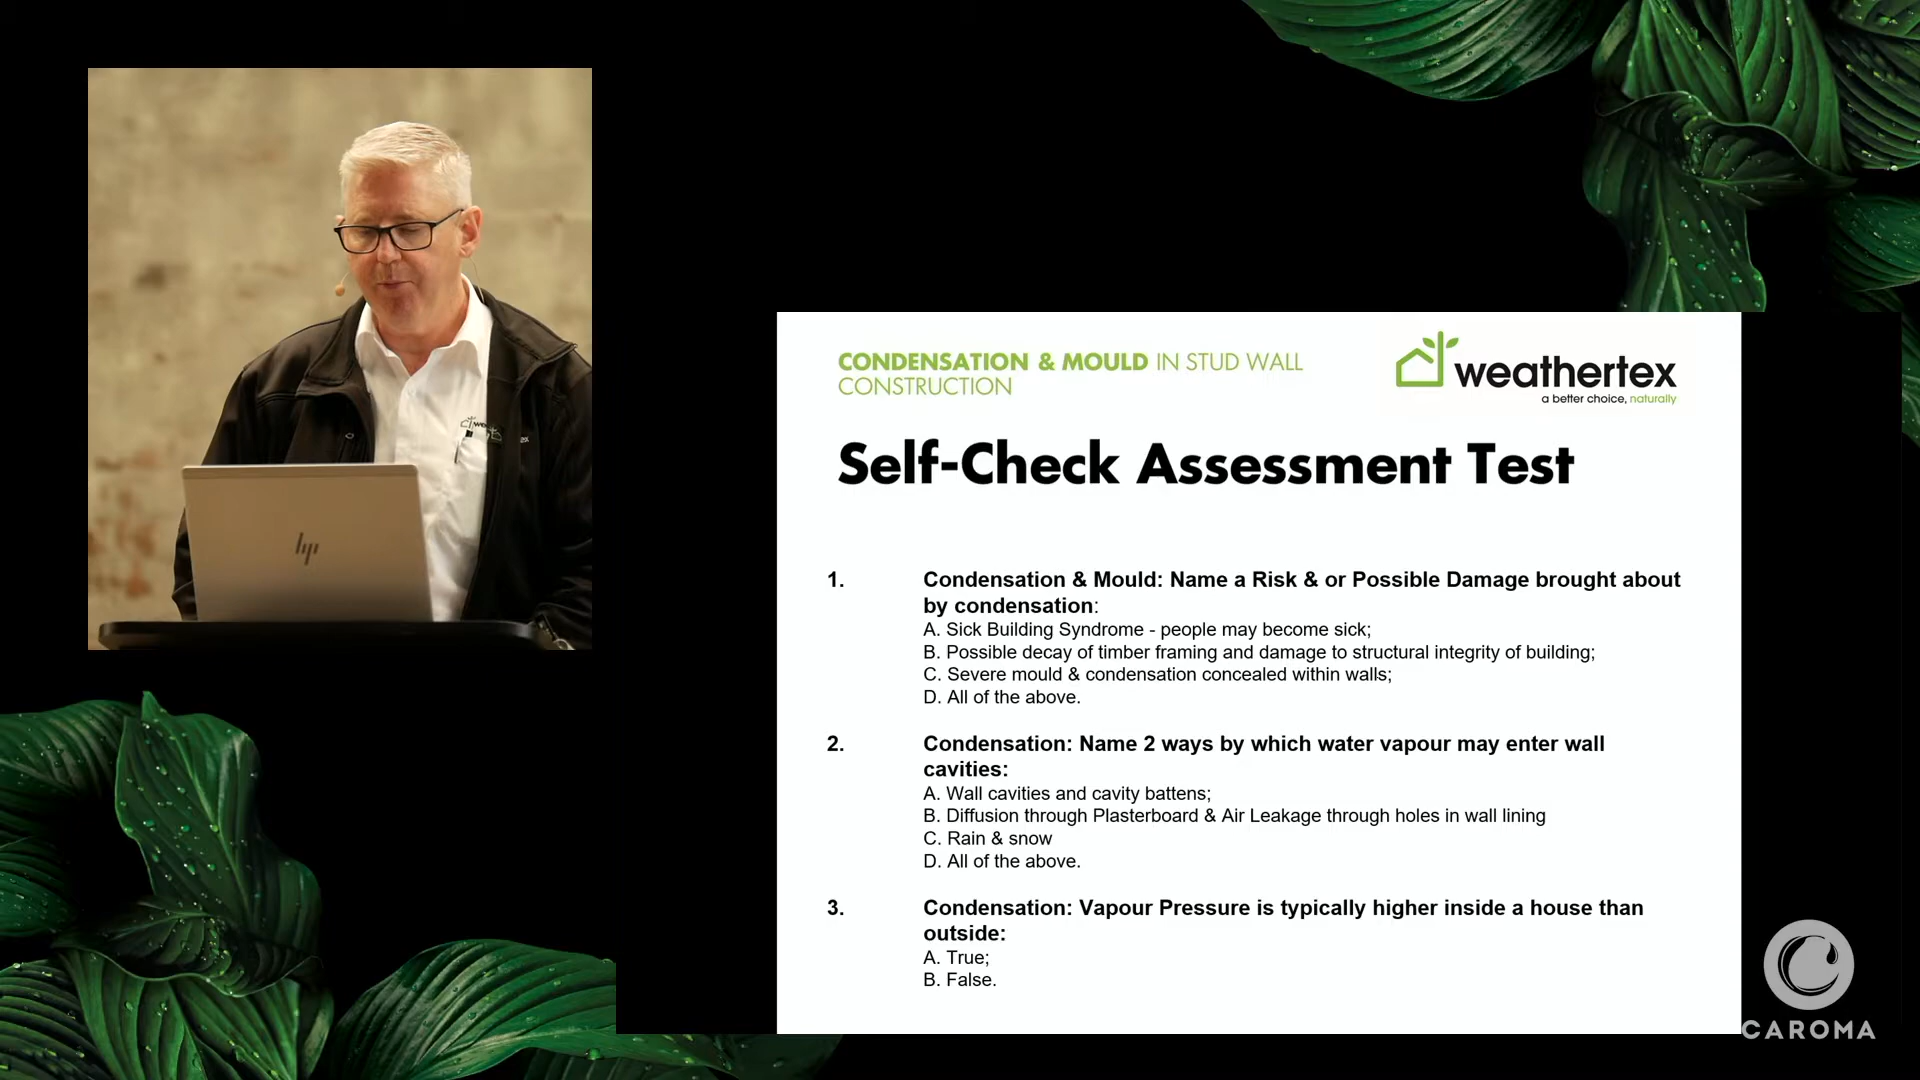 hp
CONDENSATION & MOULD IN STUD WALL
CONSTRUCTION
weathertex
a better choice, naturally
Self-Check Assessment Test
1. Condensation & Mould: Name a Risk & or Possible Damage brought about
by condensation:
A. Sick Building Syndrome - people may become sick;
B. Possible decay of timber framing and damage to structural integrity of building;
C. Severe mould & condensation concealed within walls;
D. All of the above.
2. Condensation: Name 2 ways by which water vapour may enter wall
cavities:
A. Wall cavities and cavity battens;
B. Diffusion through Plasterboard & Air Leakage through holes in wall lining
C. Rain & snow
D. All of the above.
3. Condensation: Vapour Pressure is typically higher inside a house than
outside:
A. True;
B. False.
CAROMA